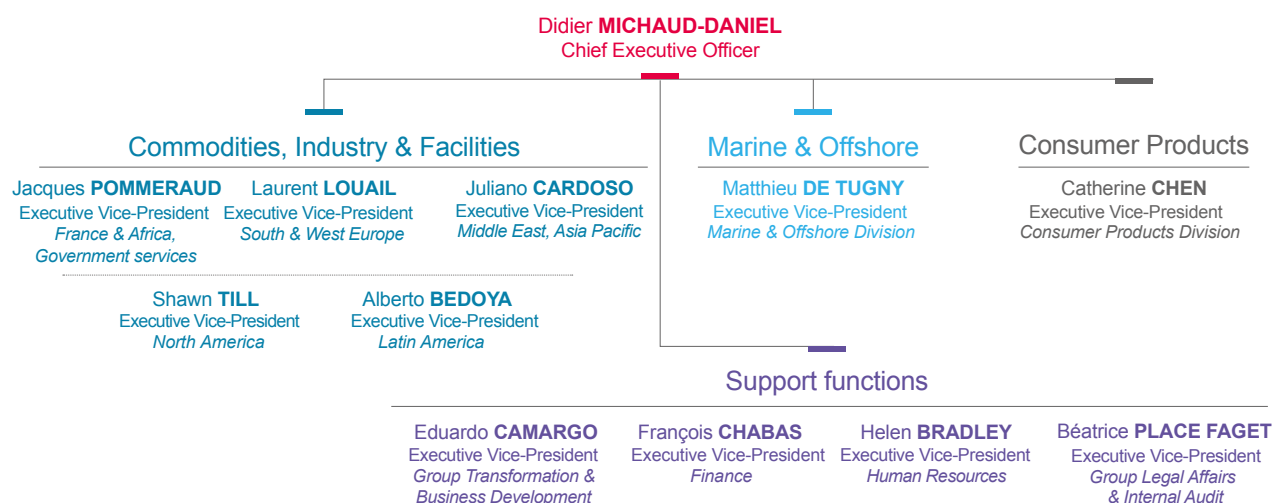 Didier MICHAUD-DANIEL
Chief Executive Officer
Commodities, Industry & Facilities
Jacques POMMERAUD
Executive Vice-President
France & Africa,
Government services
Laurent LOUAIL
Executive Vice-President
South & West Europe
Juliano CARDOSO
Executive Vice-President
Middle East, Asia Pacific
Shawn TILL
Executive Vice-President
North America
Alberto BEDOYA
Executive Vice-President
Latin America
Marine & Offshore
Matthieu DE TUGNY
Executive Vice-President
Marine & Offshore Division
Consumer Products
Catherine CHEN
Executive Vice-President
Consumer Products Division
Support functions
Eduardo CAMARGO
Executive Vice-President
Group Transformation &
Business Development
François CHABAS
Executive Vice-President
Finance
Helen BRADLEY
Executive Vice-President
Human Resources
Béatrice PLACE FAGET
Executive Vice-President
Group Legal Affairs
& Internal Audit